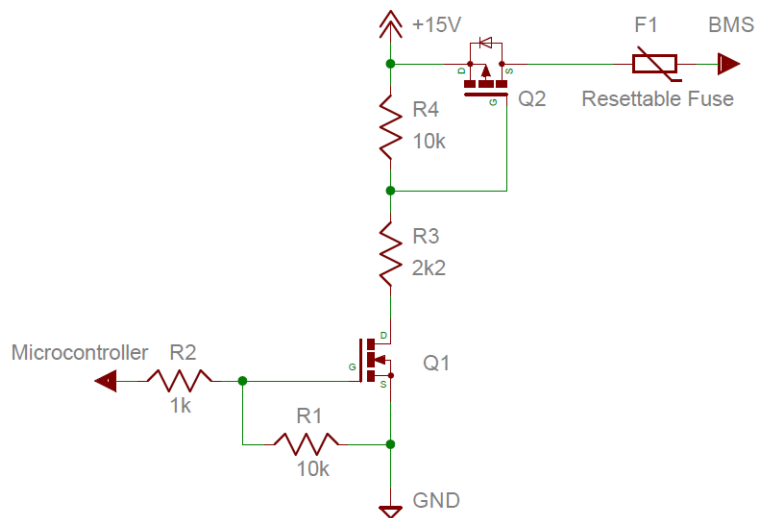 +15V
F1
BMS
D
S
G
Q2
Resettable Fuse
R4
10k
R3
2k2
D
G
S
Q1
Microcontroller
R2
1k
R1
10k
GND